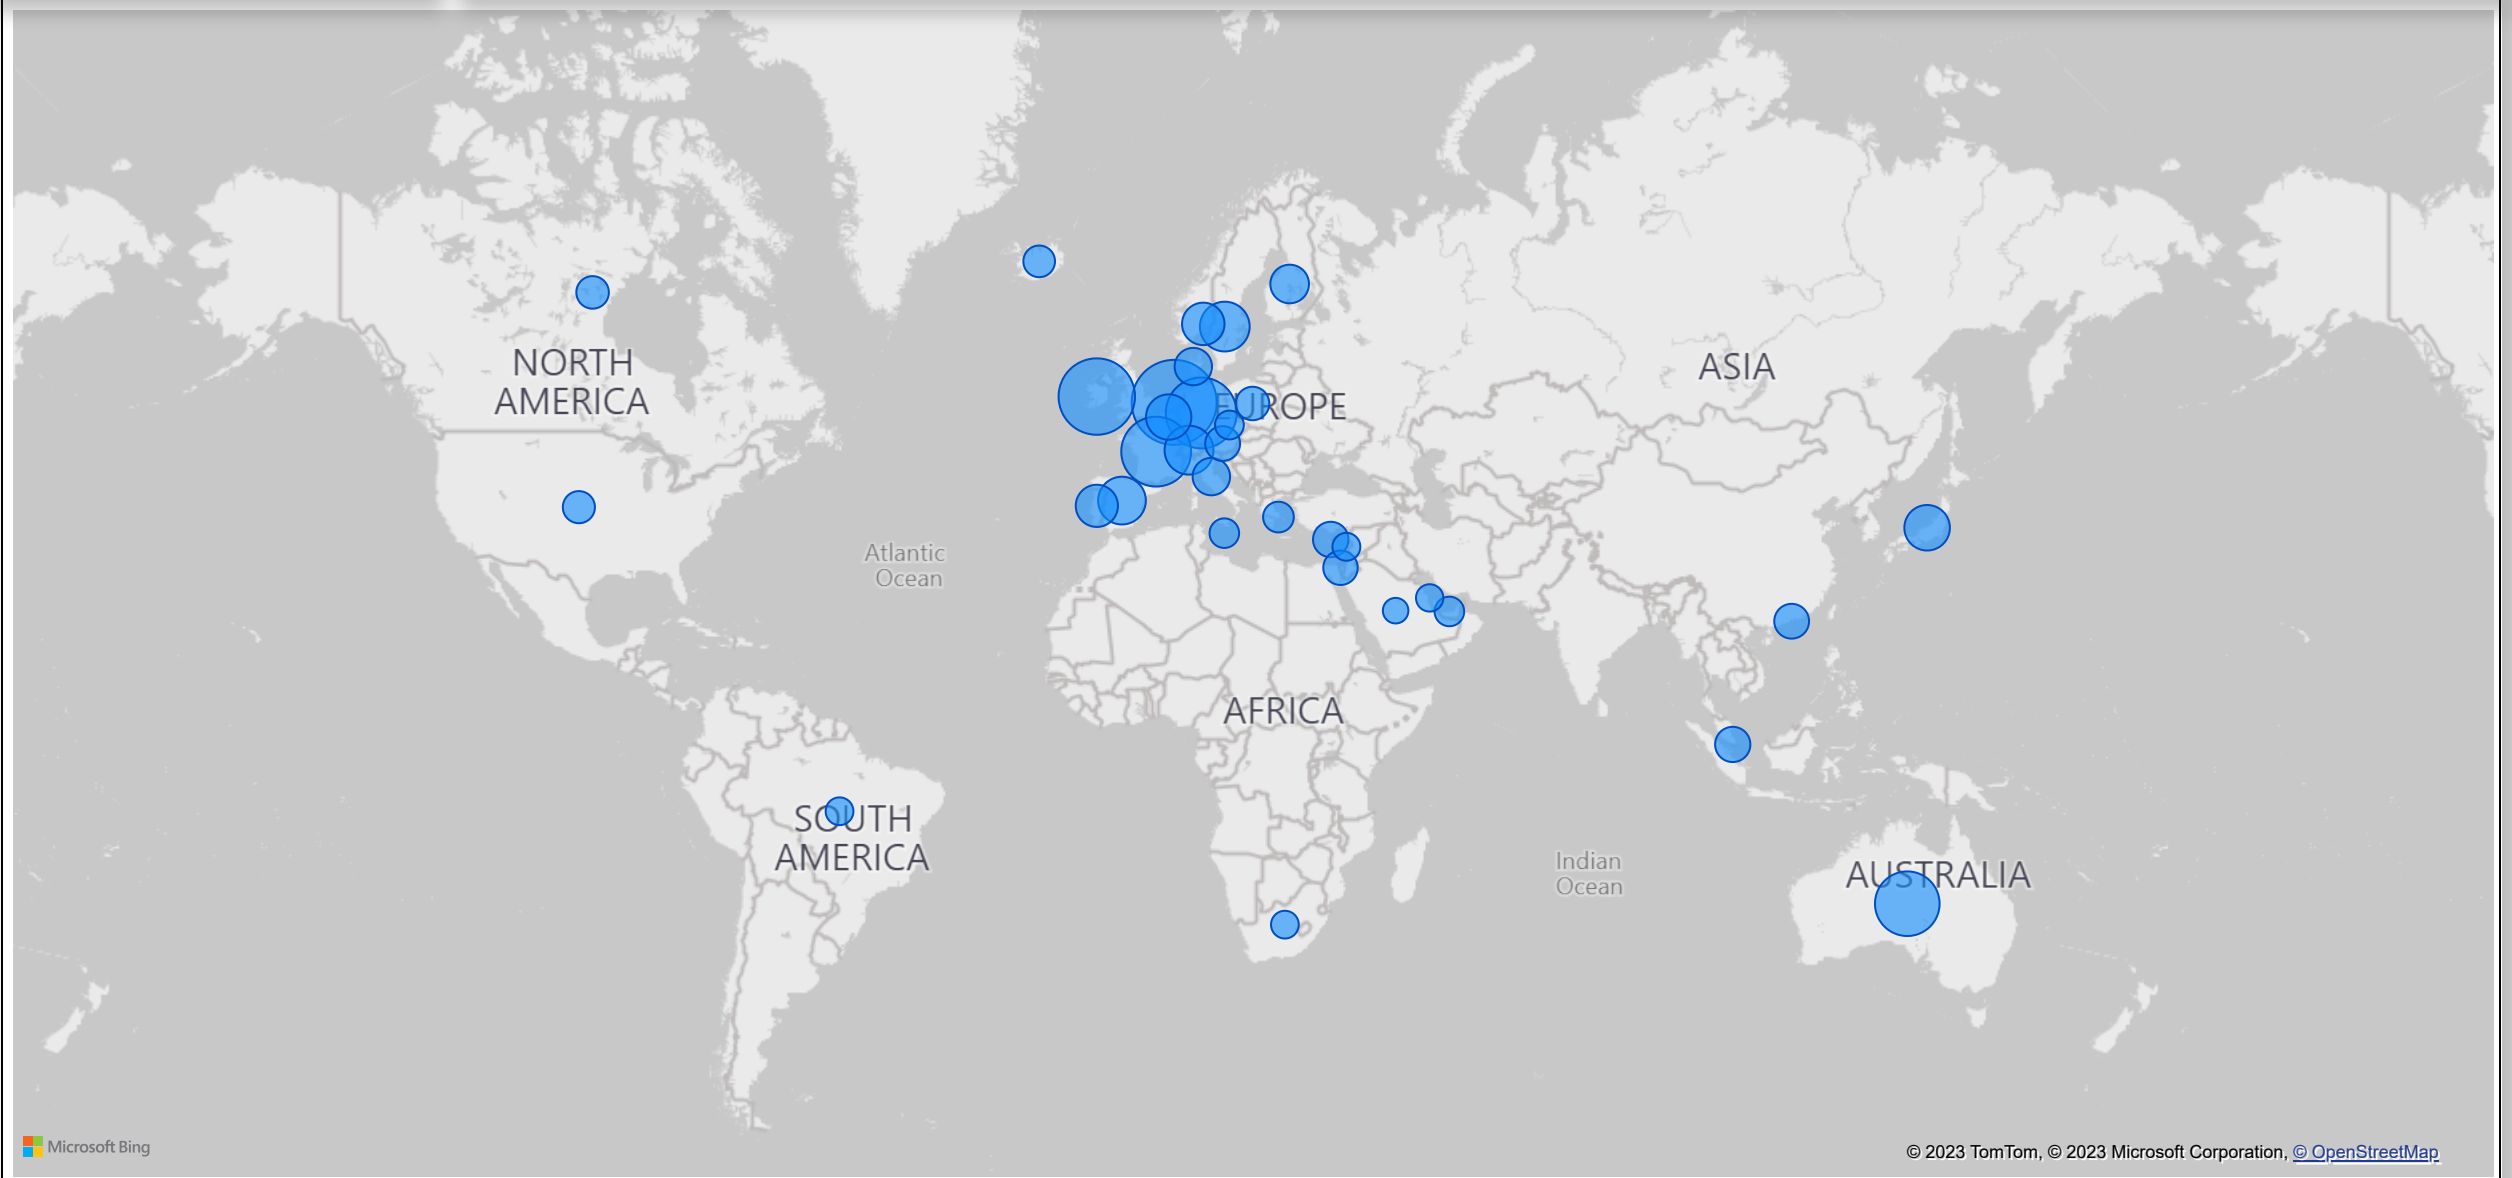 NORTH
AMERICA
EUROPE
ASIA
Atlantic
Ocean
AFRICA
SOUTH
AMERICA
Indian
Ocean
AUSTRALIA
Microsoft Bing
© 2023 TomTom, © 2023 Microsoft Corporation, © OpenStreetMap